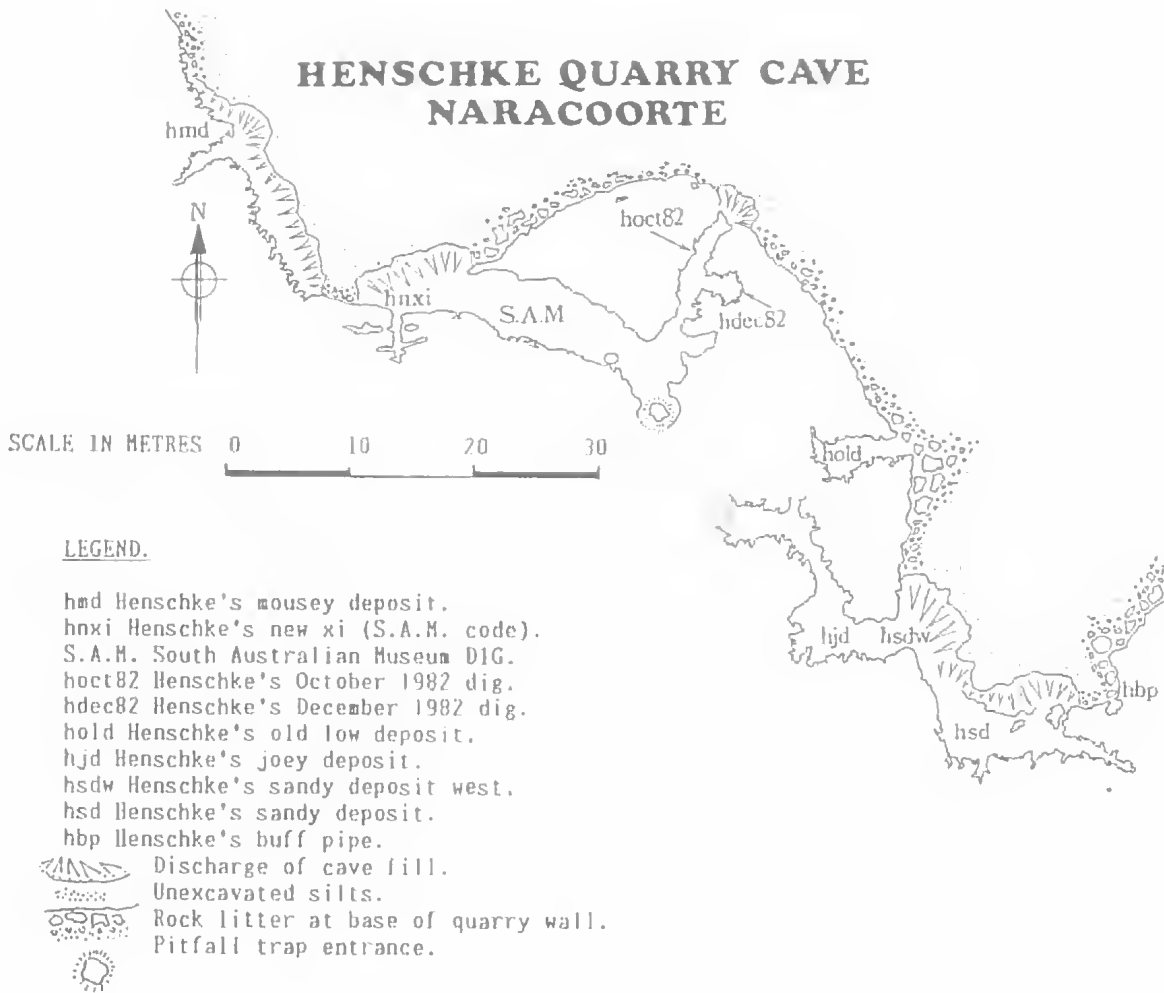 HENSCHKE QUARRY CAVE
NARACOORTE
hmd
N
hoct82
hnxi
S.A.M
hdec82
SCALE IN METRES 0 10 20 30
hold
LEGEND.
hmd Henschke's mousey deposit.
hnxi Henschke's new xi (S.A.M. code).
S.A.M. South Australian Museum DIG.
hoct82 Henschke's October 1982 dig.
hdec82 Henschke's December 1982 dig.
hold Henschke's old low deposit.
hjd Henschke's joey deposit.
hsdw Henschke's sandy deposit west.
hsd Henschke's sandy deposit.
hbp Henschke's buff pipe.
Discharge of cave fill.
Unexcavated silts.
Rock litter at base of quarry wall.
Pitfall trap entrance.
hjd
hsdw
hbp
hsd